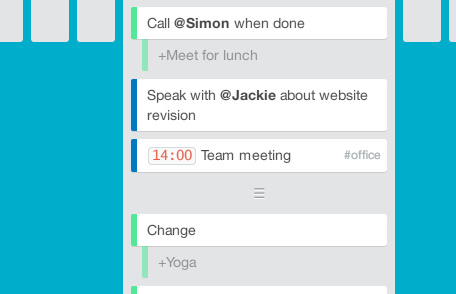 Call @Simon when done
+Meet for lunch
Speak with @Jackie about website
revision
14:00 Team meeting #office
Change
+Yoga